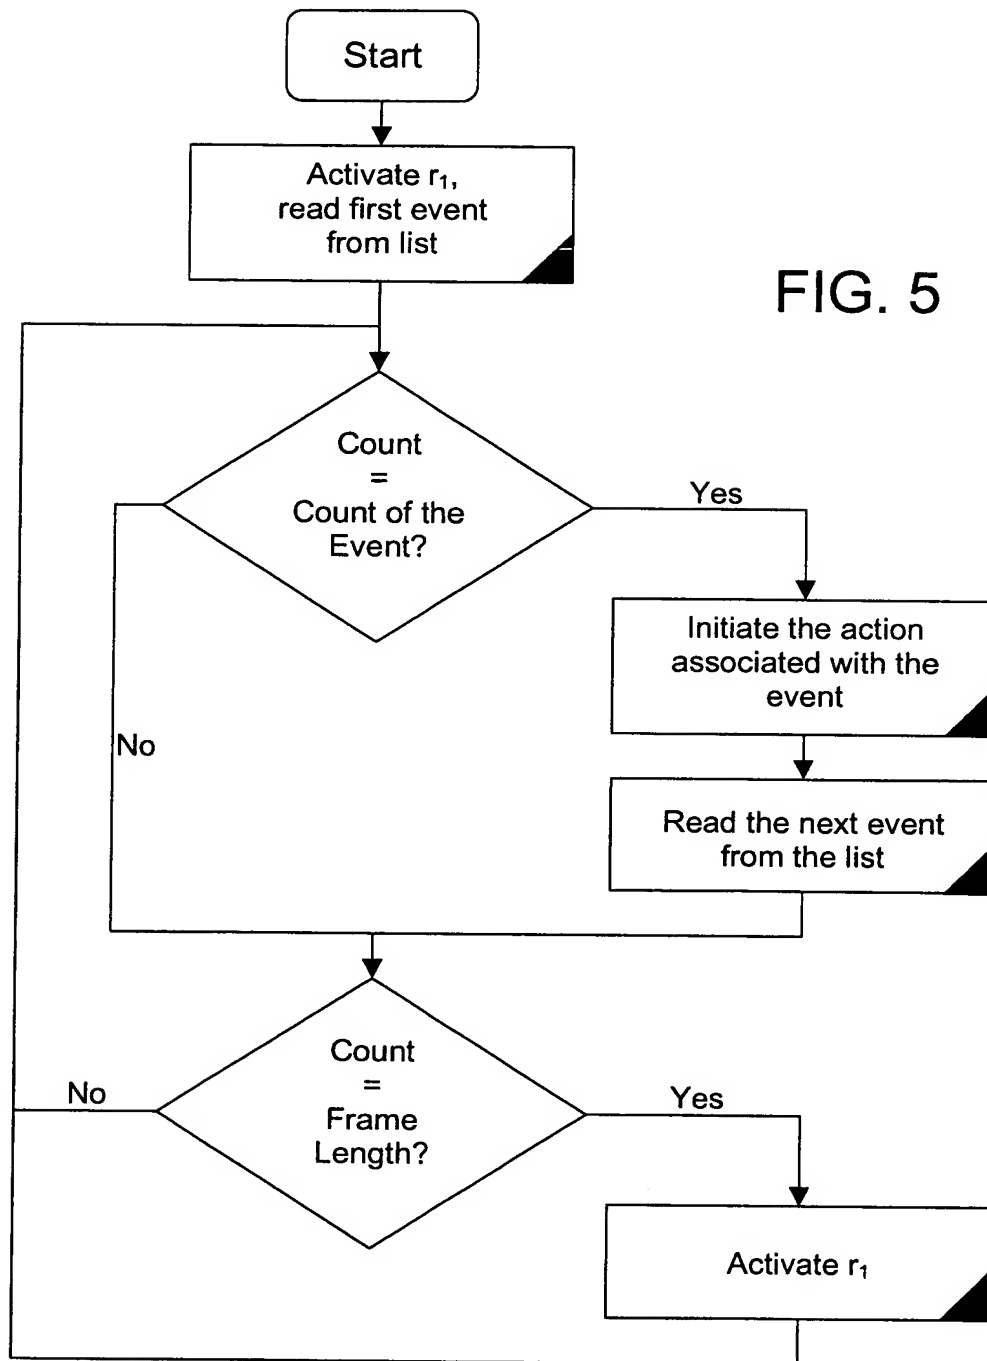 Start
Activate r₁,
read first event
from list
FIG. 5
Count
=
Count of the
Event?
Yes
Initiate the action
associated with the
event
No
Read the next event
from the list
Count
=
Frame
Length?
No
Yes
Activate r₁